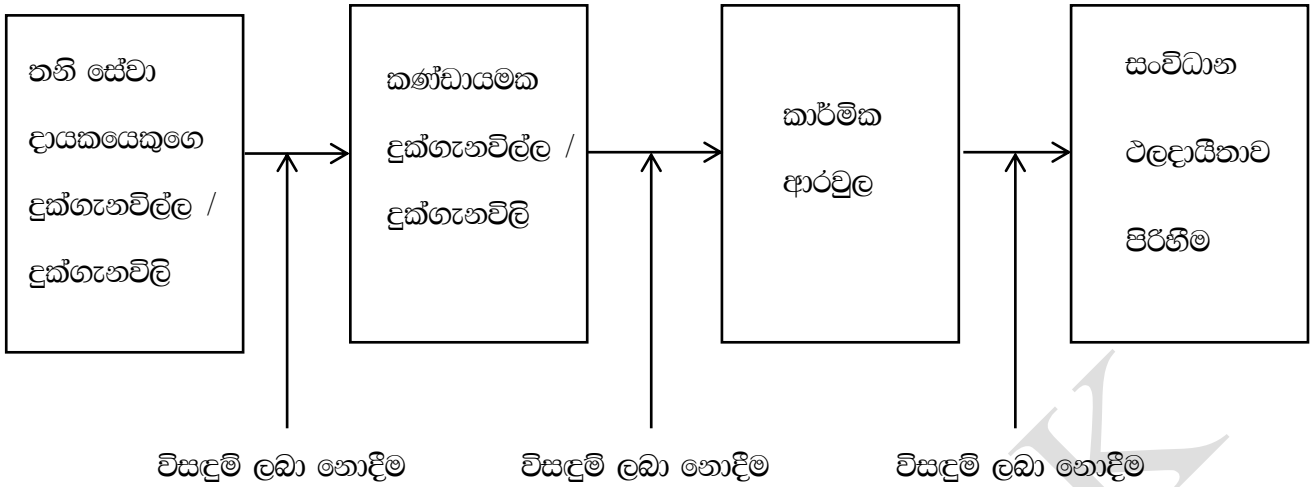 තනි සේවා
දායකයෙකුගෙ
දුක්ගැනවිල්ල /
දුක්ගැනවිලි
කණ්ඩායමක
දුක්ගැනවිල්ල /
දුක්ගැනවිලි
කාර්මික
ආරවුල
සංවිධාන
ඵලදායීතාව
පිරිහීම
විසඳුම් ලබා නොදීම
විසඳුම් ලබා නොදීම
විසඳුම් ලබා නොදීම